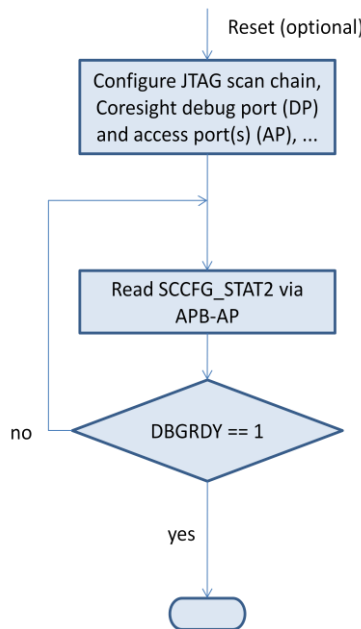 Reset (optional)
Configure JTAG scan chain,
Coresight debug port (DP)
and access port(s) (AP), ...
Read SCCFG_STAT2 via
APB-AP
DBGRDY == 1
no
yes